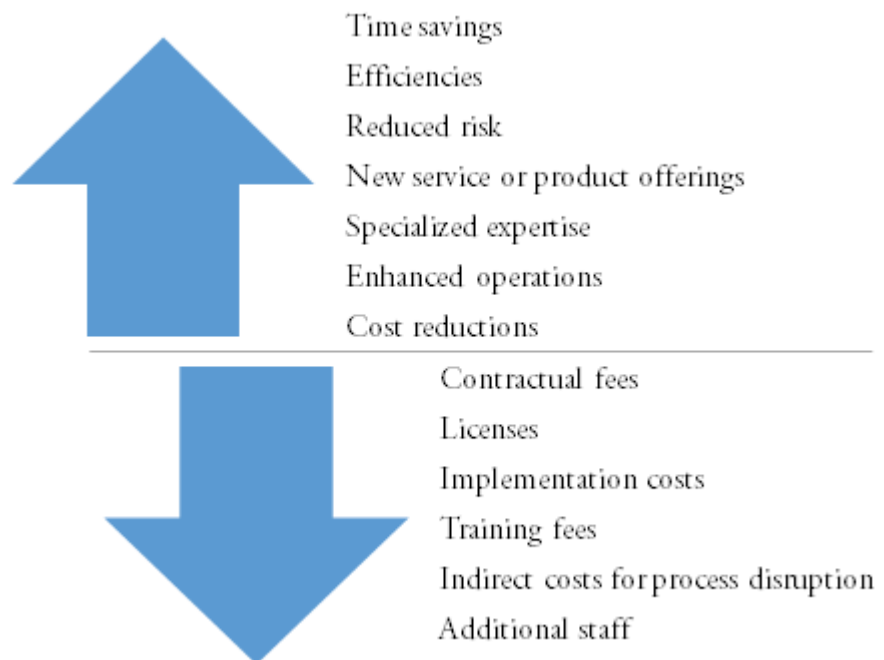 Time savings
Efficiencies
Reduced risk
New service or product offerings
Specialized expertise
Enhanced operations
Cost reductions
Contractual fees
Licenses
Implementation costs
Training fees
Indirect costs for process disruption
Additional staff